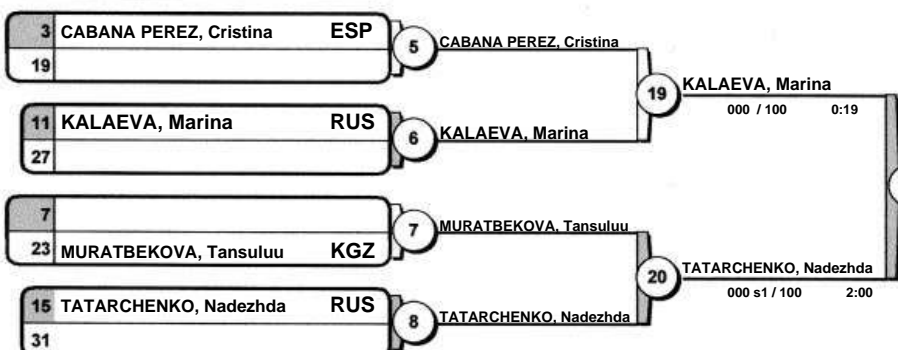 3 CABANA PEREZ, Cristina ESP
19
5 CABANA PEREZ, Cristina
11 KALAEVA, Marina RUS
27
6 KALAEVA, Marina
19 KALAEVA, Marina
000 / 100 0:19
7
23 MURATBEKOVA, Tansuluu KGZ
7 MURATBEKOVA, Tansuluu
15 TATARCHENKO, Nadezhda RUS
31
8 TATARCHENKO, Nadezhda
20 TATARCHENKO, Nadezhda
000 s1 / 100 2:00